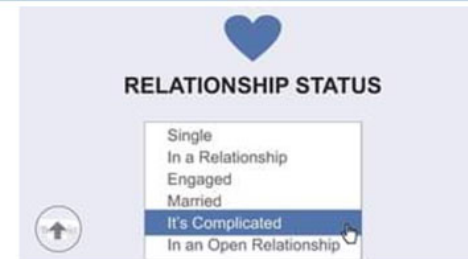 RELATIONSHIP STATUS
Single
In a Relationship
Engaged
Married
It's Complicated
In an Open Relationship